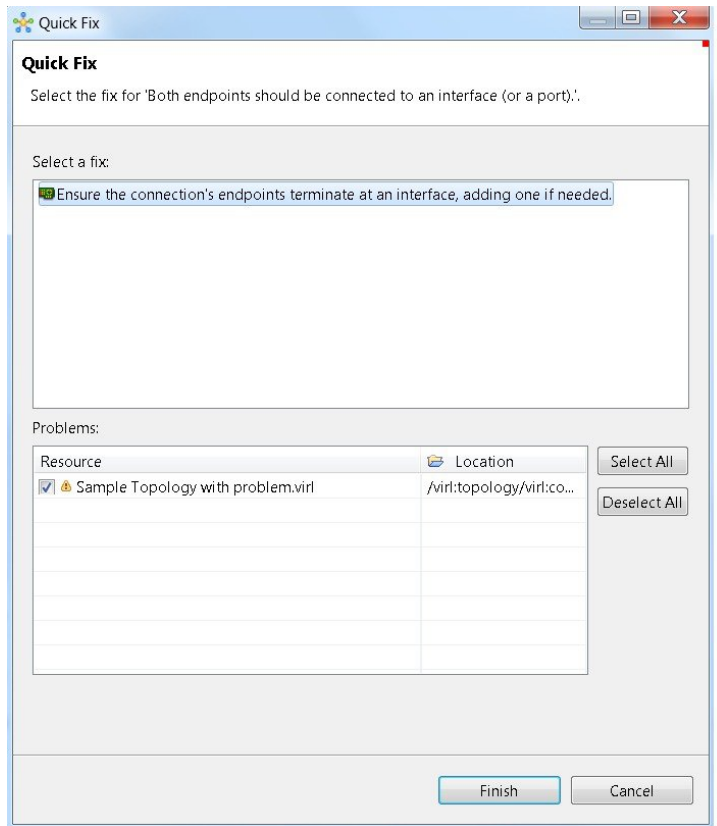 Quick Fix
Quick Fix
Select the fix for 'Both endpoints should be connected to an interface (or a port).'.
Select a fix:
Ensure the connection's endpoints terminate at an interface, adding one if needed.
Problems:
Resource Location
Select All
Sample Topology with problem.virl /virl:topology/virl:co...
Deselect All
Finish Cancel